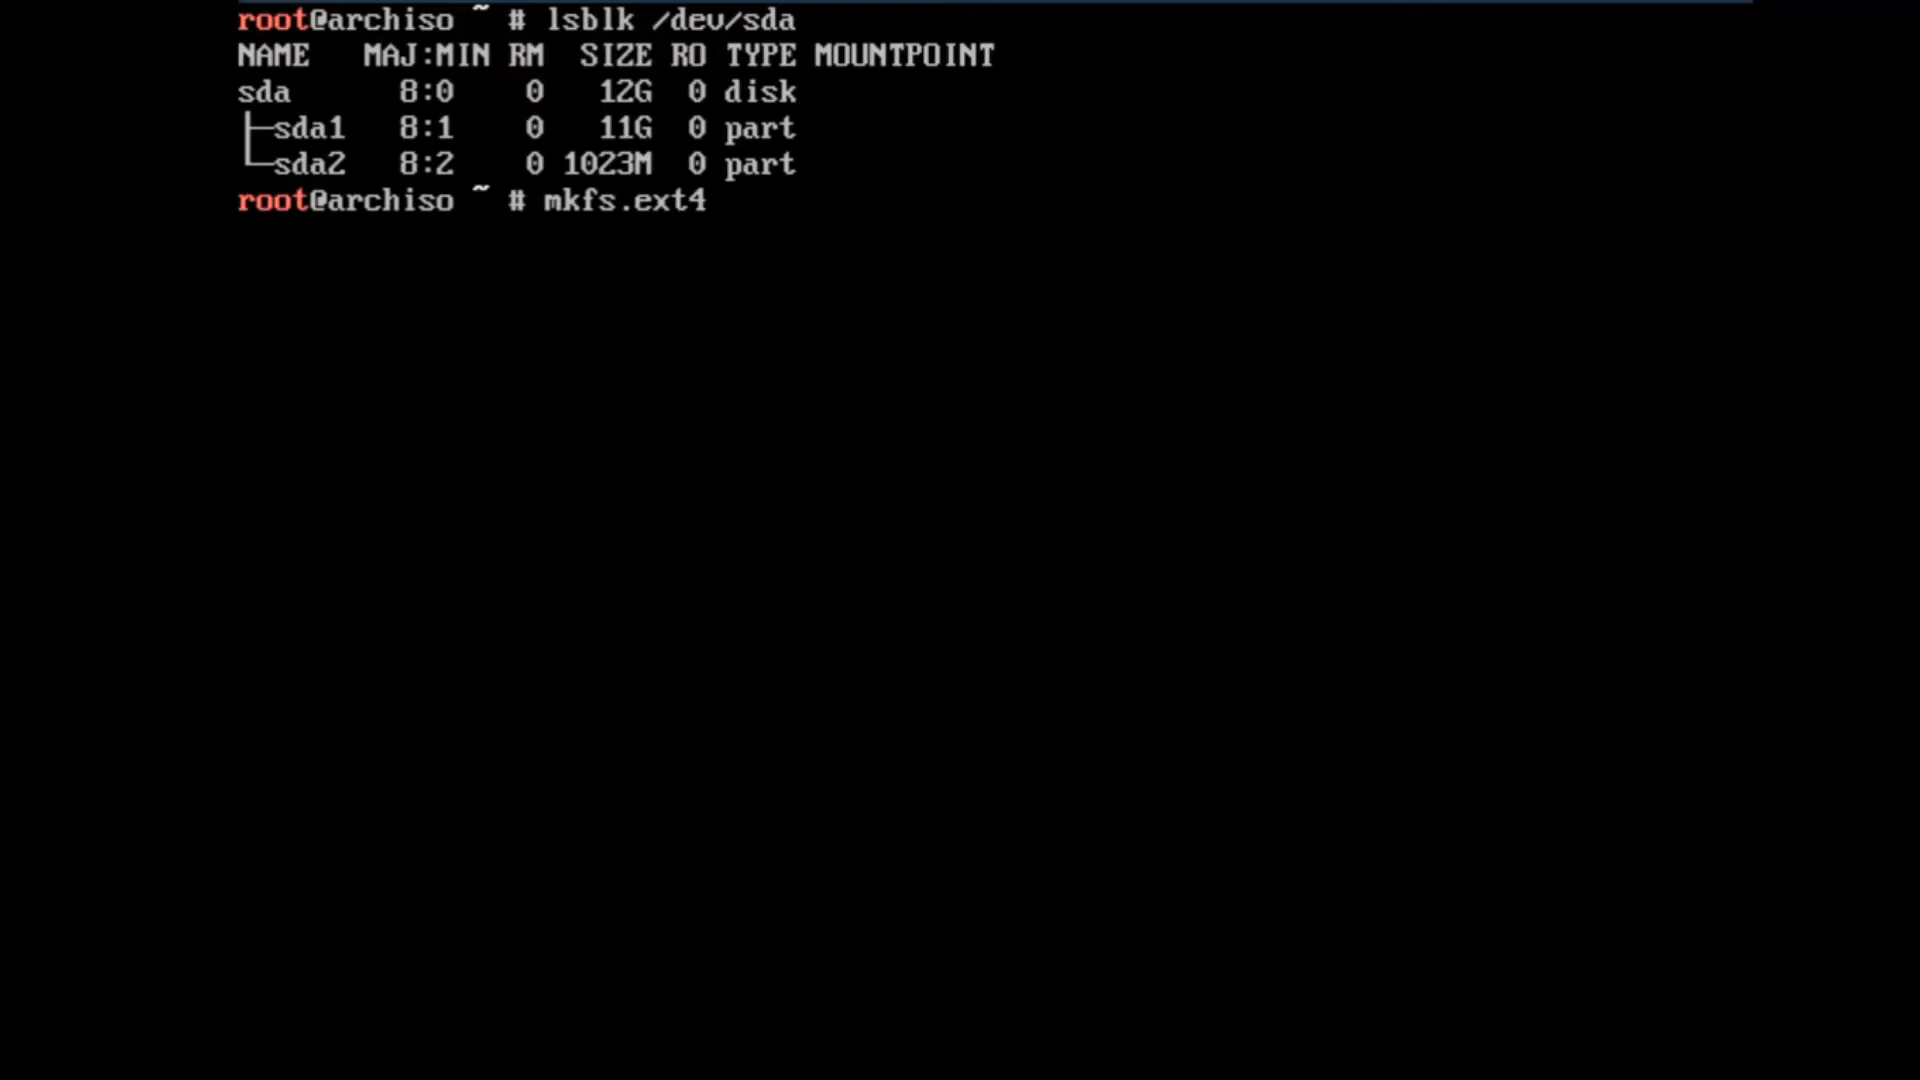 root@archiso ~ # lsblk /dev/sda
NAME   MAJ:MIN RM   SIZE RO TYPE MOUNTPOINT
sda      8:0    0   12G  0 disk
├─sda1   8:1    0   11G  0 part
└─sda2   8:2    0 1023M  0 part
root@archiso ~ # mkfs.ext4